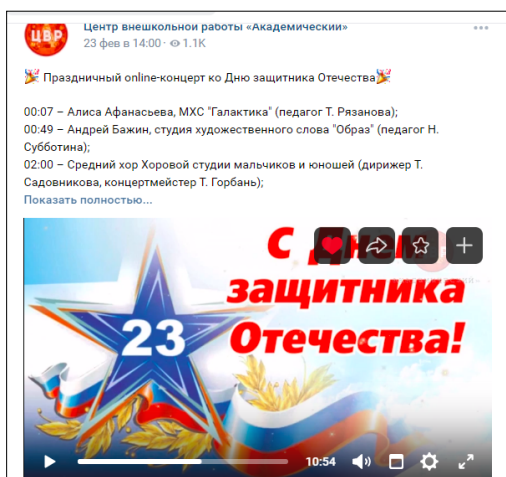 ЦВР
Центр внешкольной работы «Академический»
23 фев в 14:00 · 1.1K
Праздничный online-концерт ко Дню защитника Отечества
00:07 – Алиса Афанасьева, МХС "Галактика" (педагог Т. Рязанова);
00:49 – Андрей Бажин, студия художественного слова "Образ" (педагог Н.
Субботина);
02:00 – Средний хор Хоровой студии мальчиков и юношей (дирижер Т.
Садовникова, концертмейстер Т. Горбань);
Показать полностью...
С Днем
защитника
Отечества!
23
10:54